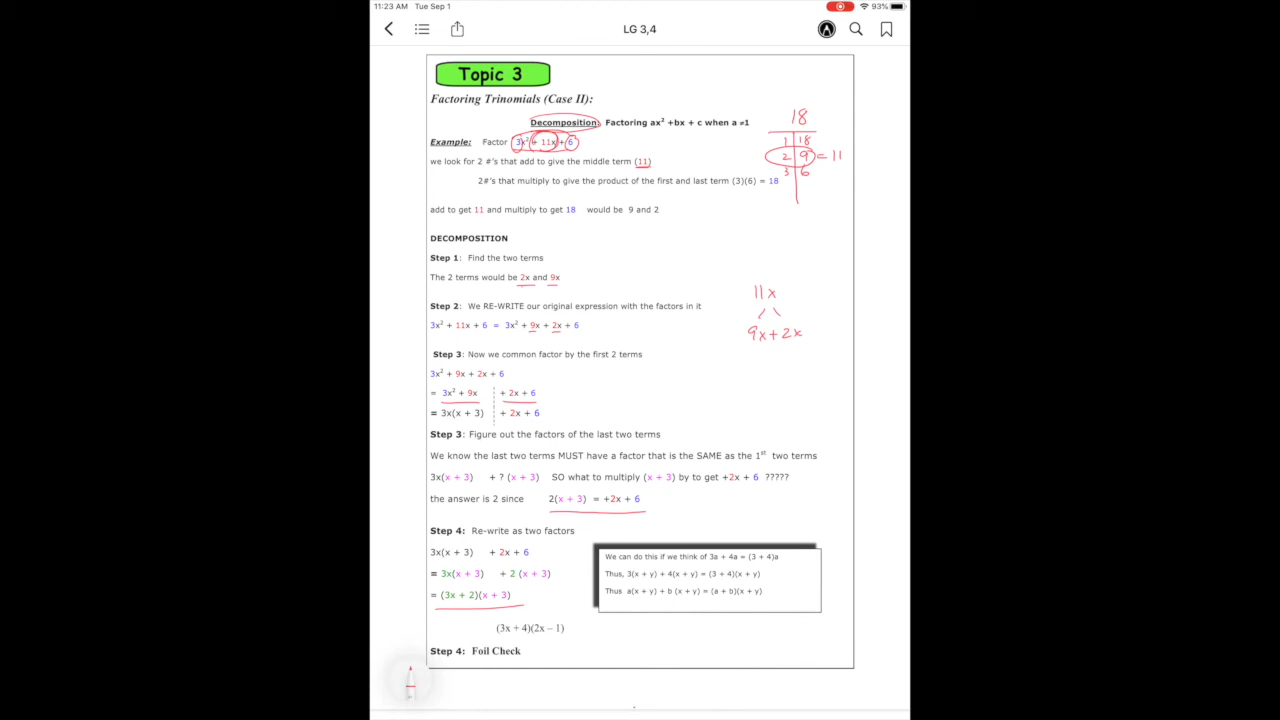 11:23 AM Tue Sep 1
93%
LG 3,4
Topic 3
Factoring Trinomials (Case II):
Decomposition: Factoring ax² +bx + c when a ≠1
Example: Factor 3x² + 11x + 6
we look for 2 #'s that add to give the middle term (11)
2#'s that multiply to give the product of the first and last term (3)(6) = 18
add to get 11 and multiply to get 18 would be 9 and 2
18
1 18
2 9 = 11
3 6
DECOMPOSITION
Step 1: Find the two terms
The 2 terms would be 2x and 9x
Step 2: We RE-WRITE our original expression with the factors in it
3x² + 11x + 6 = 3x² + 9x + 2x + 6
11x
9x + 2x
Step 3: Now we common factor by the first 2 terms
3x² + 9x + 2x + 6
= 3x² + 9x + 2x + 6
= 3x(x + 3) + 2x + 6
Step 3: Figure out the factors of the last two terms
We know the last two terms MUST have a factor that is the SAME as the 1st two terms
3x(x + 3) + ? (x + 3) SO what to multiply (x + 3) by to get +2x + 6 ?????
the answer is 2 since 2(x + 3) = +2x + 6
Step 4: Re-write as two factors
3x(x + 3) + 2x + 6
= 3x(x + 3) + 2 (x + 3)
= (3x + 2)(x + 3)
We can do this if we think of 3a + 4a = (3 + 4)a
Thus, 3(x + y) + 4(x + y) = (3 + 4)(x + y)
Thus a(x + y) + b (x + y) = (a + b)(x + y)
(3x + 4)(2x – 1)
Step 4: Foil Check